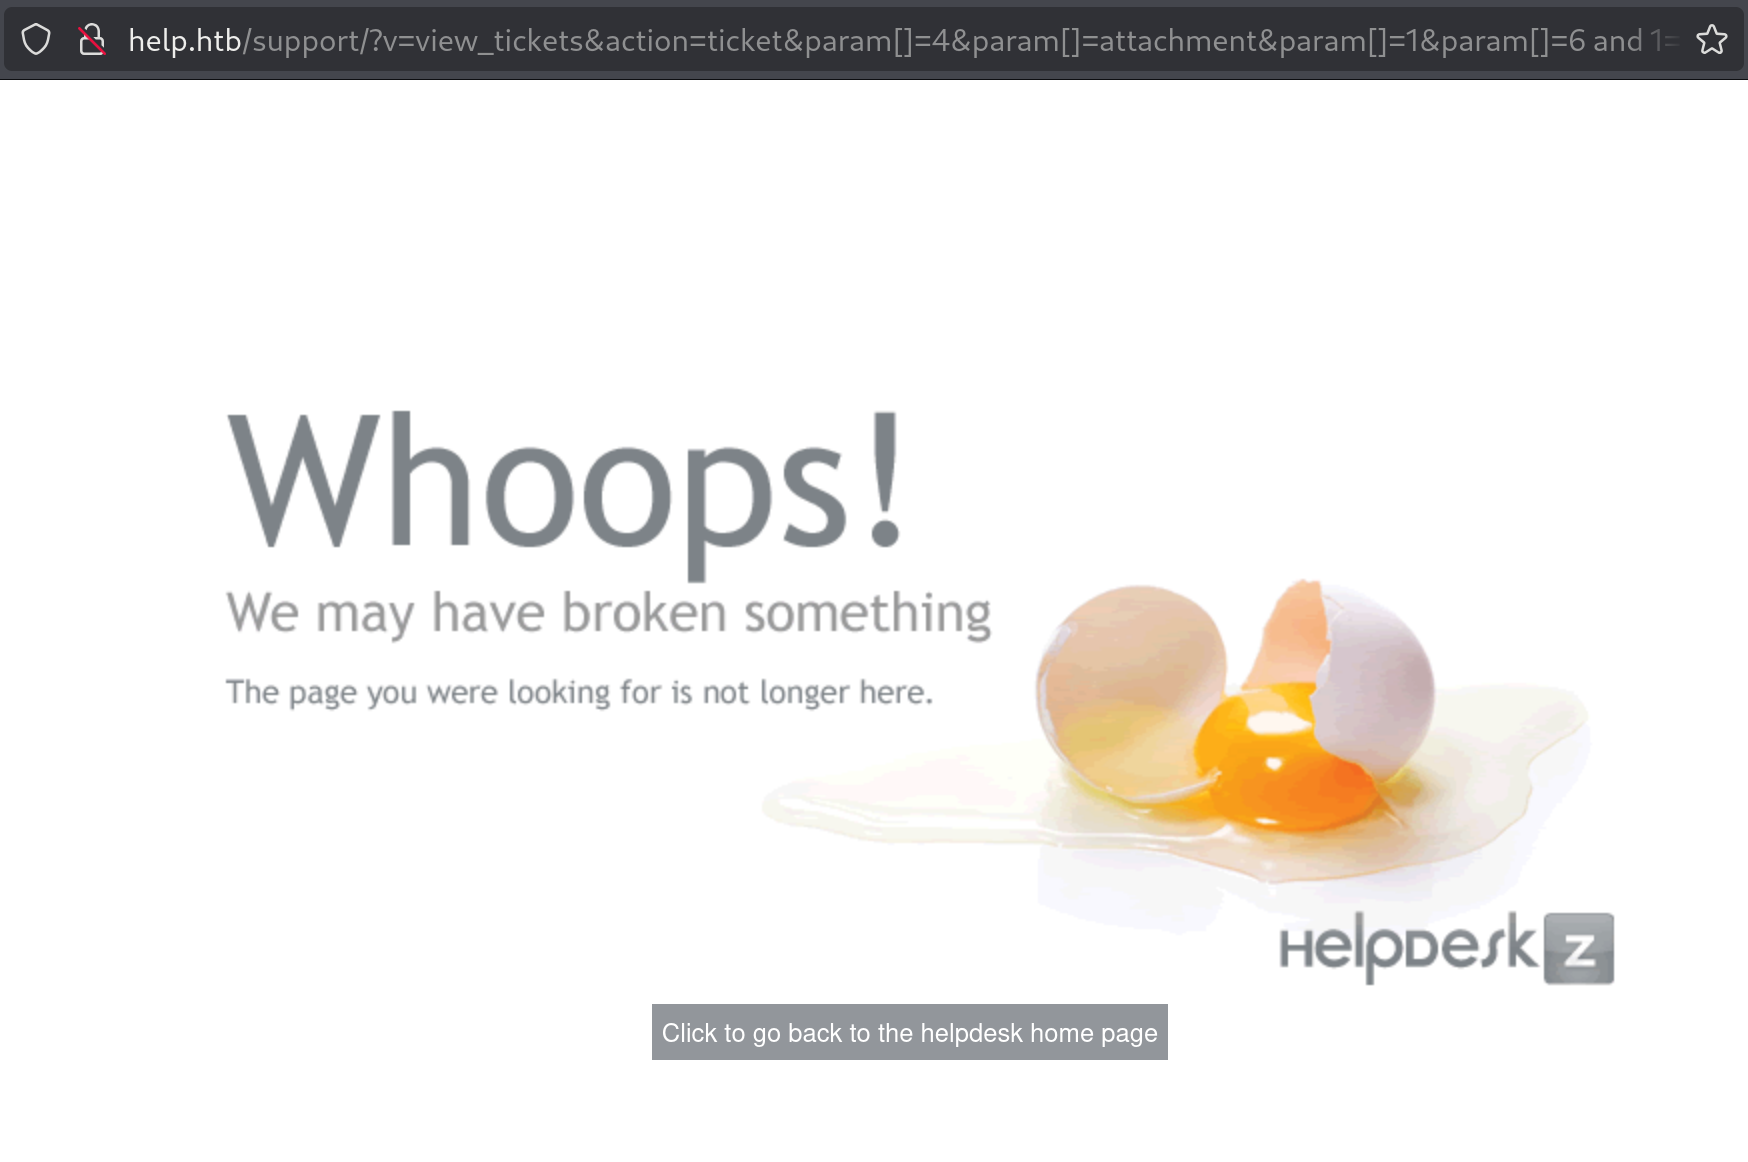 help.htb/support/?v=view_tickets&action=ticket&param[]=4&param[]=attachment&param[]=1&param[]=6 and 1=
Whoops!
We may have broken something
The page you were looking for is not longer here.
HelpDesk Z
Click to go back to the helpdesk home page